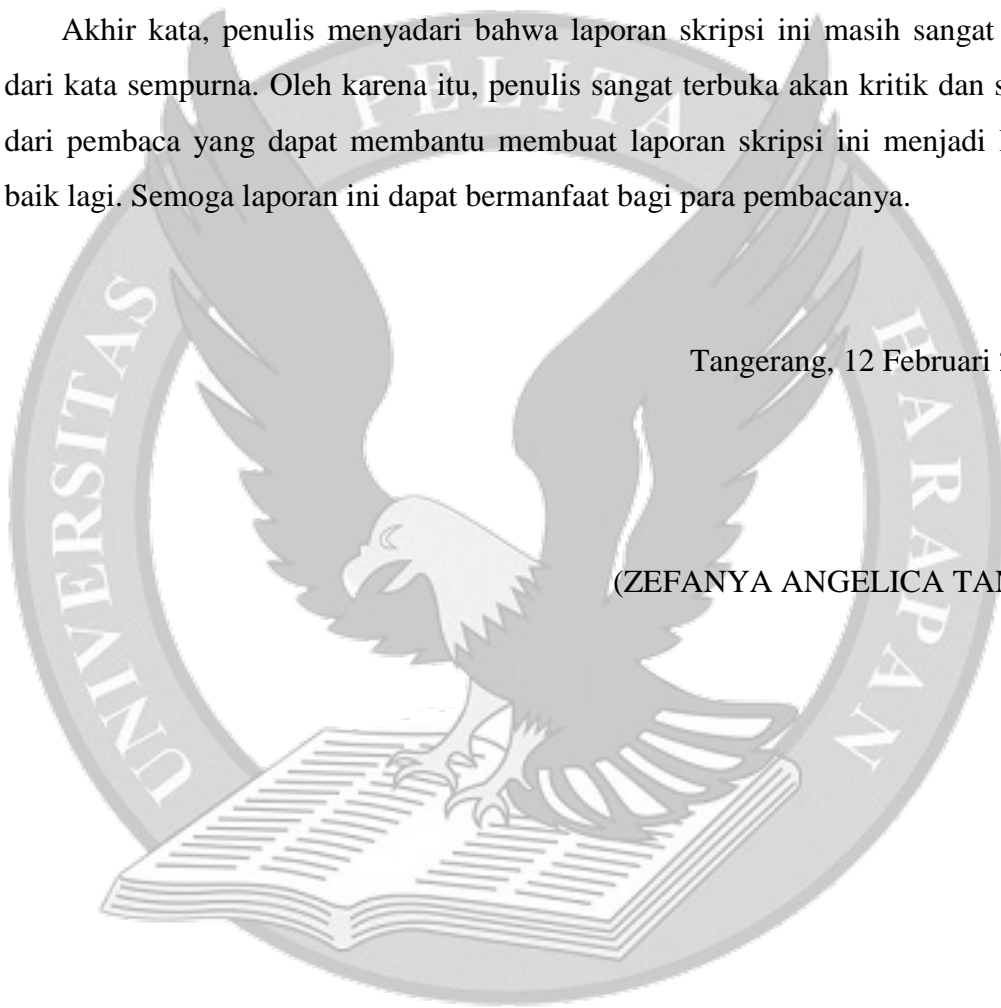 Akhir kata, penulis menyadari bahwa laporan skripsi ini masih sangat
dari kata sempurna. Oleh karena itu, penulis sangat terbuka akan kritik dan
dari pembaca yang dapat membantu membuat laporan skripsi ini menjadi
baik lagi. Semoga laporan ini dapat bermanfaat bagi para pembacanya.
Tangerang, 12 Februari
(ZEFANYA ANGELICA
UNIVERSITAS PELITA HARAPAN